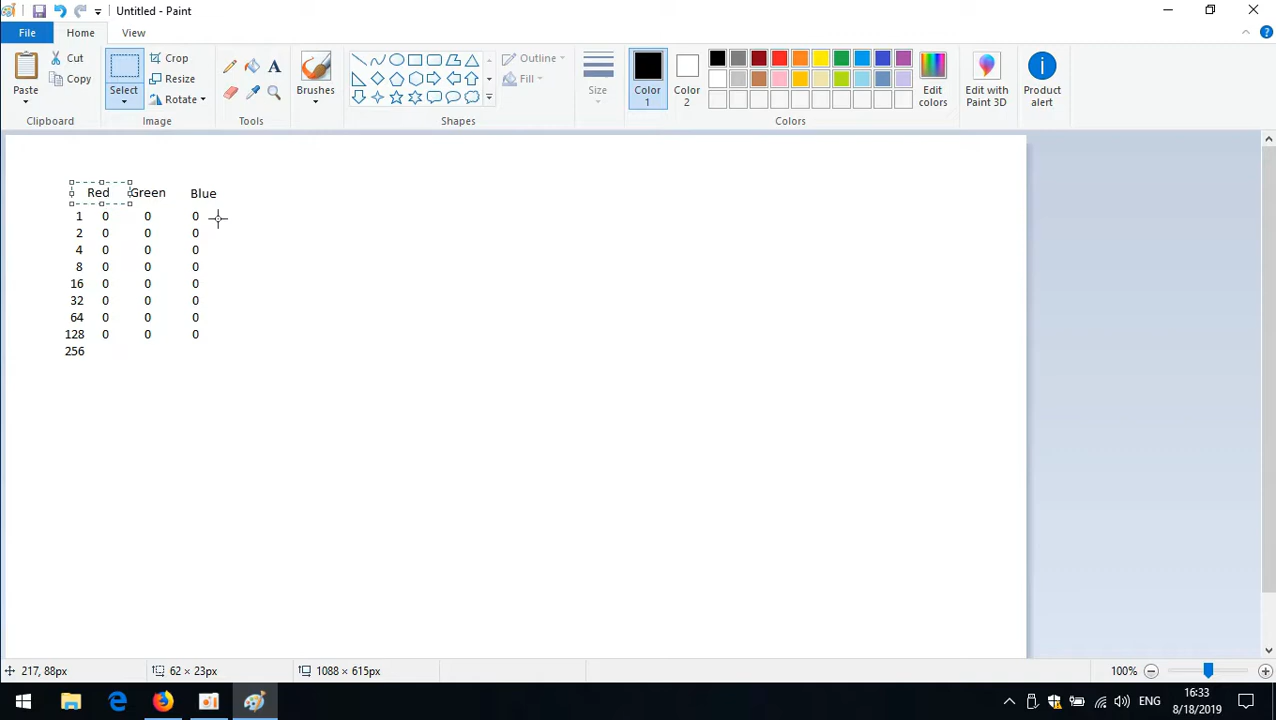 Untitled - Paint
File Home View
Paste
Cut
Copy
Clipboard
Select
Crop
Resize
Rotate
Image
A
Tools
Brushes
Outline
Fill
Shapes
Size
Color 1
Color 2
Edit colors
Colors
Edit with Paint 3D
Product alert
Red Green Blue
1 0 0 0
2 0 0 0
4 0 0 0
8 0 0 0
16 0 0 0
32 0 0 0
64 0 0 0
128 0 0 0
256
217, 88px 62 × 23px 1088 × 615px 100%
ENG 16:33
8/18/2019